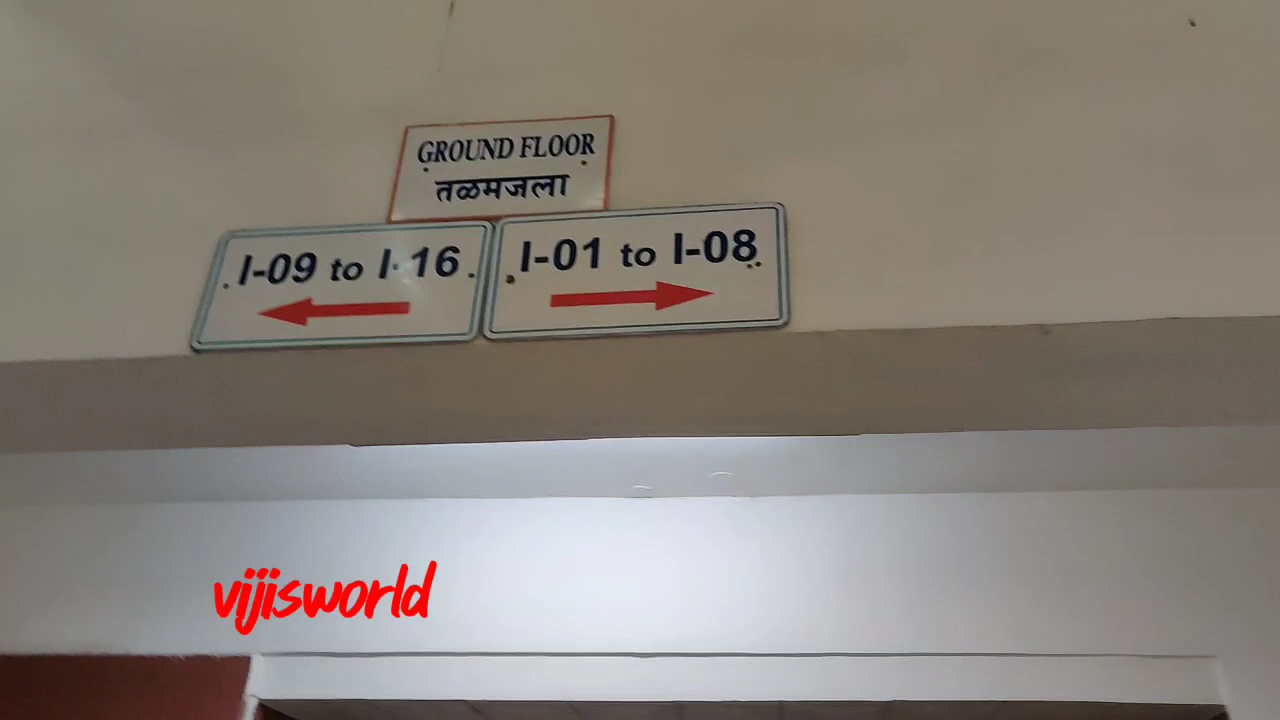 GROUND FLOOR
तळमजला
I-09 to I-16
I-01 to I-08
vijisworld